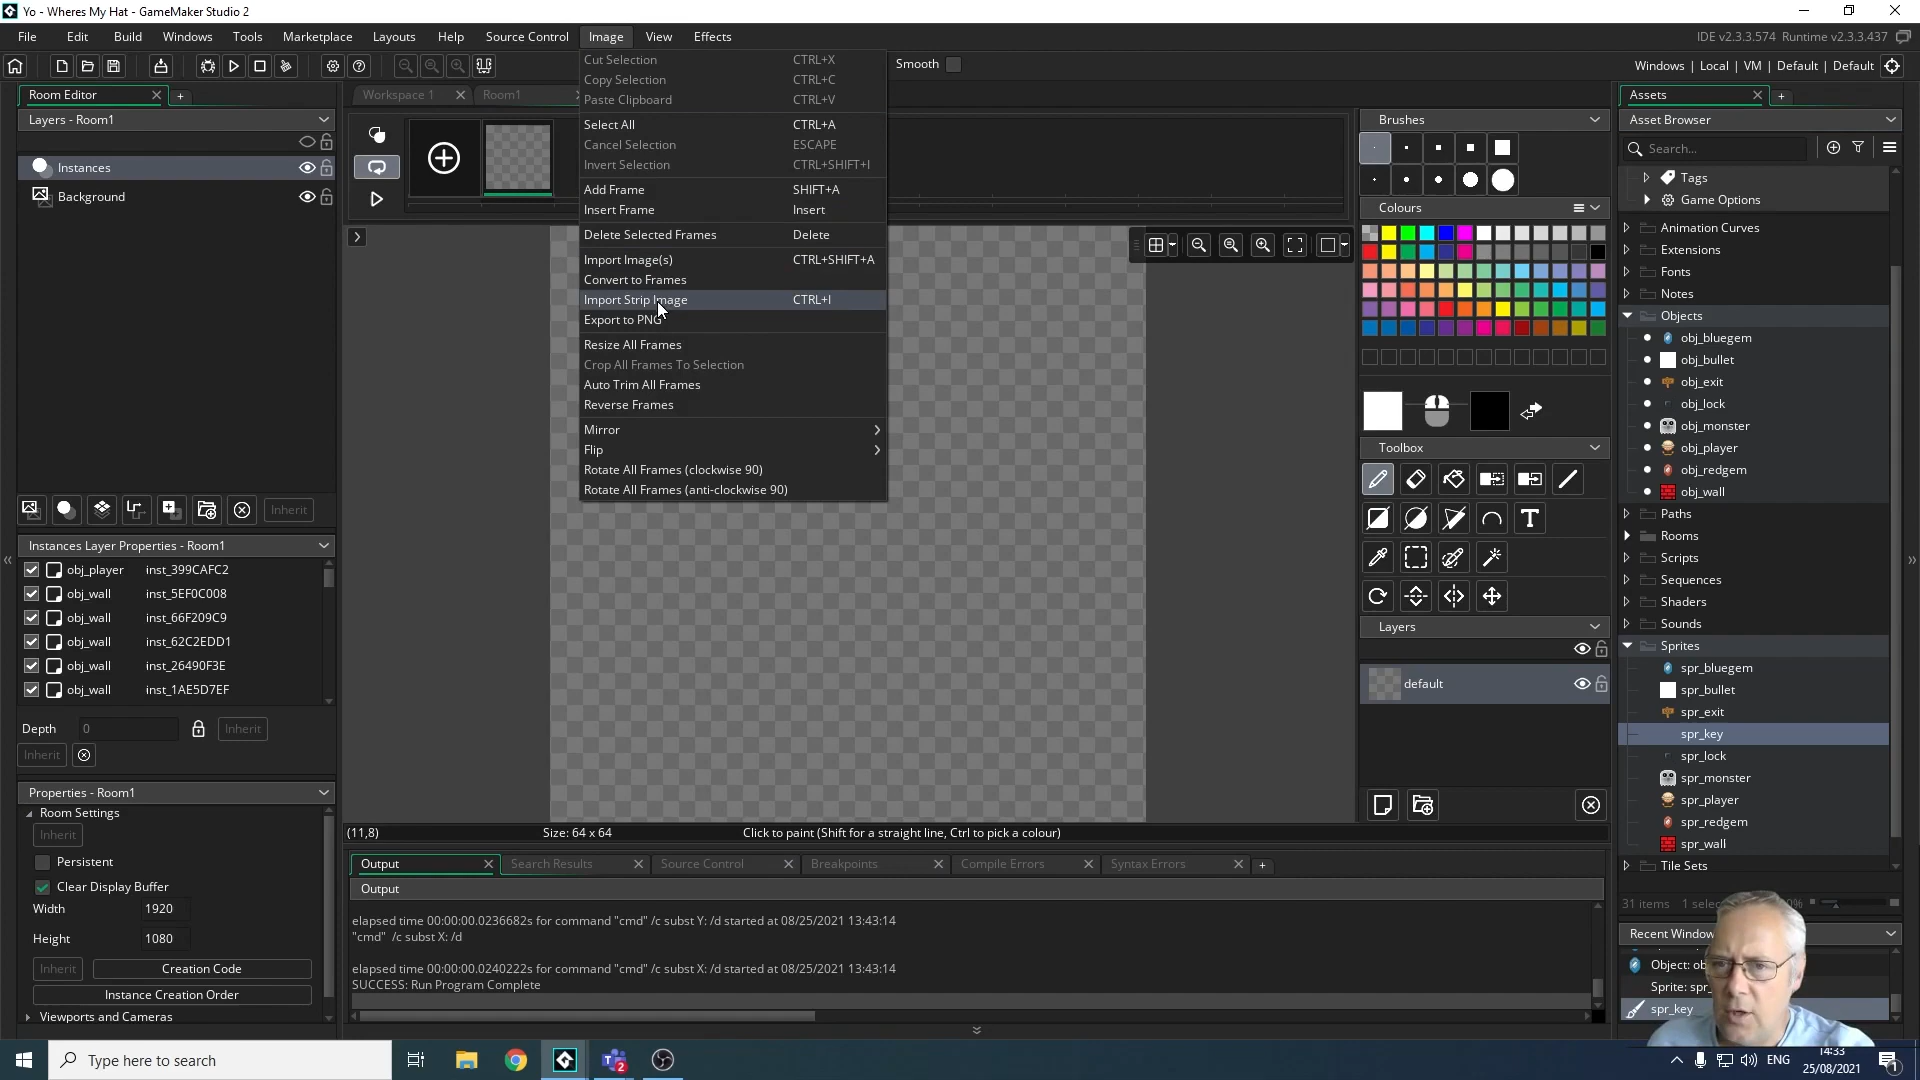 Yo - Wheres My Hat - GameMaker Studio 2
File Edit Build Windows Tools Marketplace Layouts Help Source Control Image View Effects
IDE v2.3.3.574 Runtime v2.3.3.437
Smooth
Windows | Local | VM | Default | Default
Room Editor
Layers - Room1
Instances
Background
Inherit
Instances Layer Properties - Room1
obj_player inst_399CAFC2
obj_wall inst_5EF0C008
obj_wall inst_66F209C9
obj_wall inst_62C2EDD1
obj_wall inst_26490F3E
obj_wall inst_1AE5D7EF
Depth 0 Inherit
Inherit
Properties - Room1
Room Settings
Inherit
Persistent
Clear Display Buffer
Width 1920
Height 1080
Inherit Creation Code
Instance Creation Order
Viewports and Cameras
Workspace 1 Room1
Cut Selection CTRL+X
Copy Selection CTRL+C
Paste Clipboard CTRL+V
Select All CTRL+A
Cancel Selection ESCAPE
Invert Selection CTRL+SHIFT+I
Add Frame SHIFT+A
Insert Frame Insert
Delete Selected Frames Delete
Import Image(s) CTRL+SHIFT+A
Convert to Frames
Import Strip Image CTRL+I
Export to PNG
Resize All Frames
Crop All Frames To Selection
Auto Trim All Frames
Reverse Frames
Mirror
Flip
Rotate All Frames (clockwise 90)
Rotate All Frames (anti-clockwise 90)
(11,8) Size: 64 x 64 Click to paint (Shift for a straight line, Ctrl to pick a colour)
Output Search Results Source Control Breakpoints Compile Errors Syntax Errors
Output
elapsed time 00:00:00.0236682s for command "cmd" /c subst Y: /d started at 08/25/2021 13:43:14
"cmd" /c subst X: /d
elapsed time 00:00:00.0240222s for command "cmd" /c subst X: /d started at 08/25/2021 13:43:14
SUCCESS: Run Program Complete
Brushes
Colours
Toolbox
Layers
default
Assets
Asset Browser
Search...
Tags
Game Options
Animation Curves
Extensions
Fonts
Notes
Objects
obj_bluegem
obj_bullet
obj_exit
obj_lock
obj_monster
obj_player
obj_redgem
obj_wall
Paths
Rooms
Scripts
Sequences
Shaders
Sounds
Sprites
spr_bluegem
spr_bullet
spr_exit
spr_key
spr_lock
spr_monster
spr_player
spr_redgem
spr_wall
Tile Sets
31 items
Recent Window
Object:
Sprite:
spr_key
Type here to search
2
ENG
14:33
25/08/2021
1